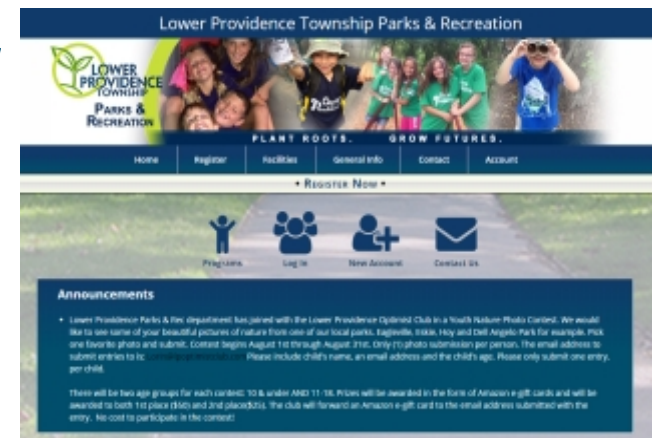 Lower Providence Township Parks & Recreation
LOWER
PROVIDENCE
TOWNSHIP
PARKS &
RECREATION
PLANT ROOTS. GROW FUTURES.
Home Register Facilities General Info Contact Account
• REGISTER NOW •
Programs Log In New Account Contact Us
Announcements
• Lower Providence Parks & Rec department has joined with the Lower Providence Optimist Club in a Youth Nature Photo Contest. We would
like to see some of your beautiful pictures of nature from one of our local parks. Eagleville, Eskie, Hoy and Dell Angelo Park for example. Pick
one favorite photo and submit. Contest begins August 1st through August 31st. Only (1) photo submission per person. The email address to
submit entries to is: Please include child's name, an email address and the child's age. Please only submit one entry,
per child.
There will be two age groups for each contest: 10 & under AND 11-18. Prizes will be awarded in the form of Amazon e-gift cards and will be
awarded to both 1st place ($50) and 2nd place($25). The club will forward an Amazon e-gift card to the email address submitted with the
entry. No cost to participate in the contest!